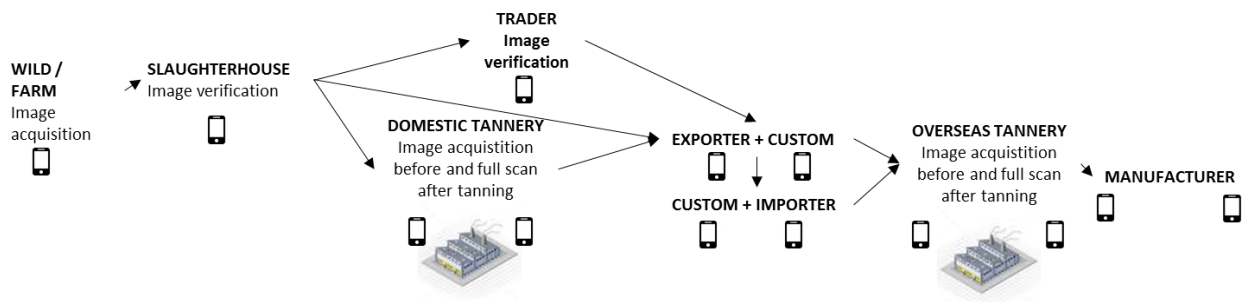 WILD /
FARM
Image
acquisition
SLAUGHTERHOUSE
Image verification
TRADER
Image
verification
DOMESTIC TANNERY
Image acquistition
before and full scan
after tanning
EXPORTER + CUSTOM
CUSTOM + IMPORTER
OVERSEAS TANNERY
Image acquistition
before and full scan
after tanning
MANUFACTURER